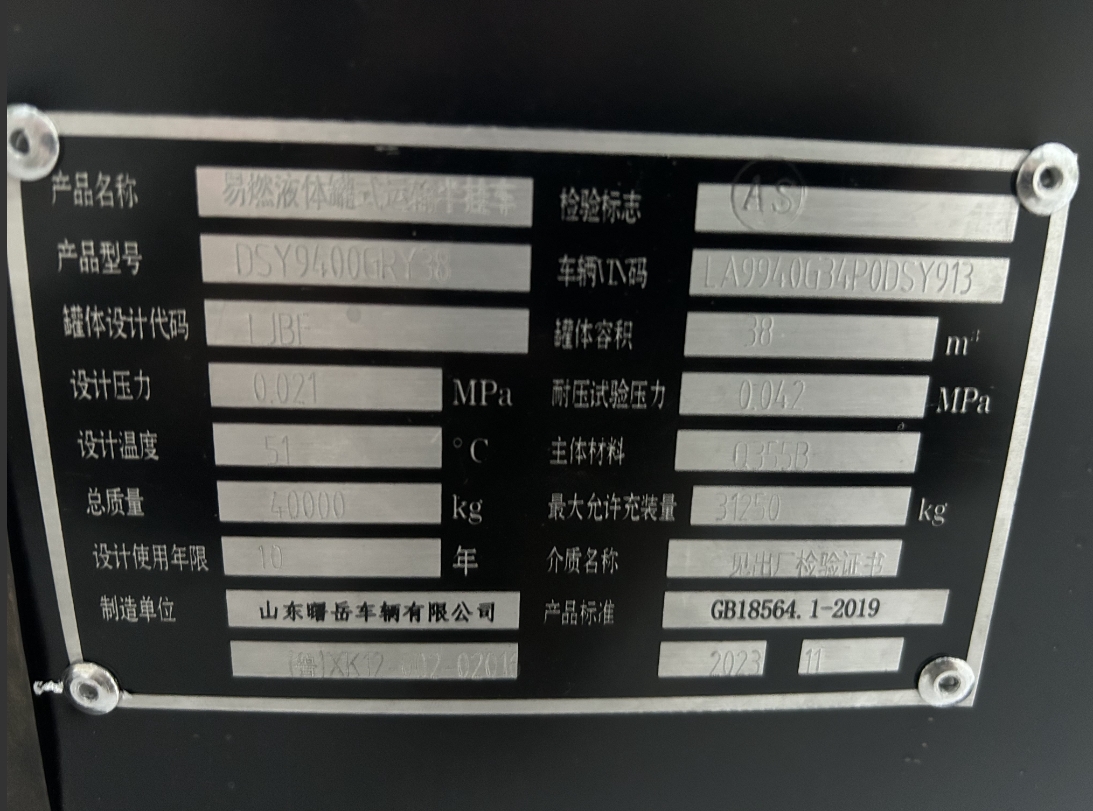 产品名称 易燃液体罐式运输半挂车 检验标志 AS
产品型号 DSY9400GRY38 车辆VIN码 LA9940G34P0DSY913
罐体设计代码 LJBF 罐体容积 38 m³
设计压力 0.021 MPa 耐压试验压力 0.042 MPa
设计温度 51 °C 主体材料 Q355B
总质量 40000 kg 最大允许充装量 31250 kg
设计使用年限 10 年 介质名称 见出厂检验证书
制造单位 山东曙岳车辆有限公司 产品标准 GB18564.1-2019
(鲁)XK12 2023 11